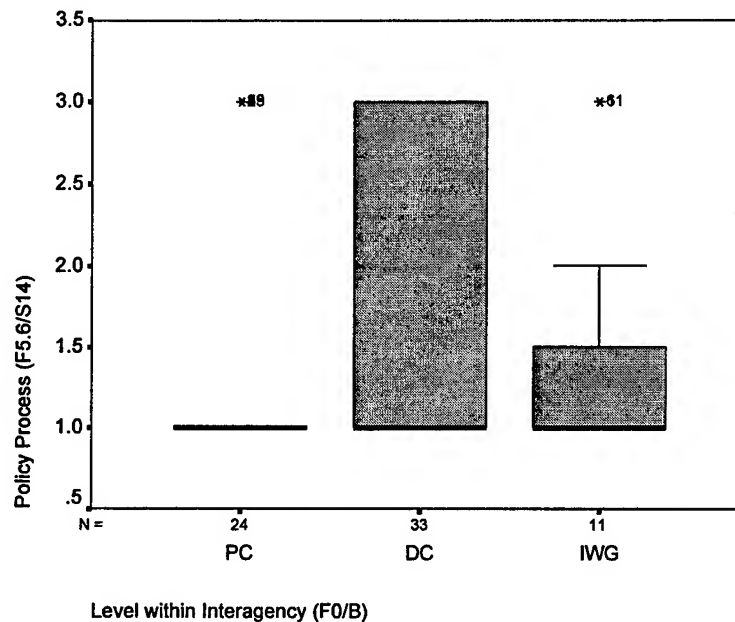 3.5
3.0
2.5
2.0
1.5
1.0
.5
Policy Process (F5.6/S14)
*61
N =
24
33
11
PC
DC
IWG
Level within Interagency (F0/B)